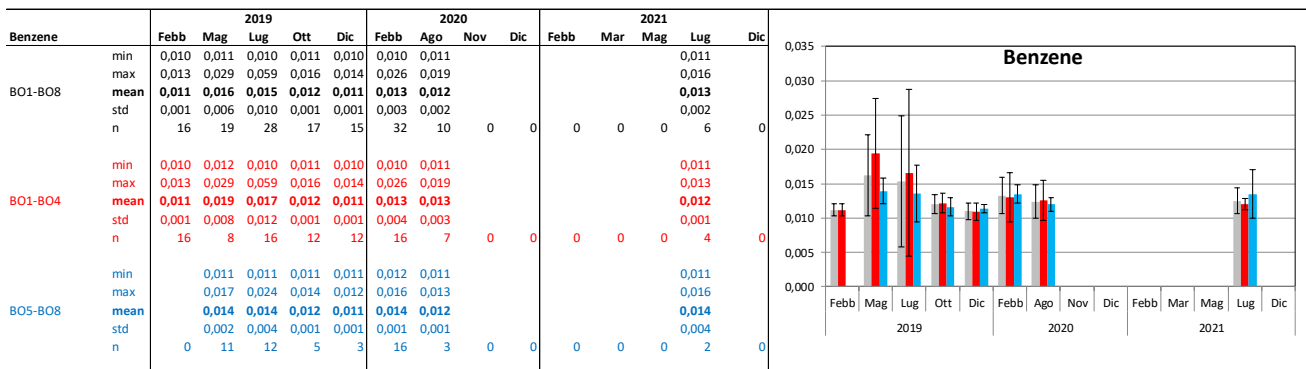 2019 2020 2021
Benzene Febb Mag Lug Ott Dic Febb Ago Nov Dic Febb Mar Mag Lug Dic
min 0,010 0,011 0,010 0,011 0,010 0,010 0,011 0,011
max 0,013 0,029 0,059 0,016 0,014 0,026 0,019 0,016
BO1-BO8 mean 0,011 0,016 0,015 0,012 0,011 0,013 0,012 0,013
std 0,001 0,006 0,010 0,001 0,001 0,003 0,002 0,002
n 16 19 28 17 15 32 10 0 0 0 0 0 6 0
min 0,010 0,012 0,010 0,011 0,010 0,010 0,011 0,011
max 0,013 0,029 0,059 0,016 0,014 0,026 0,019 0,013
BO1-BO4 mean 0,011 0,019 0,017 0,012 0,011 0,013 0,013 0,012
std 0,001 0,008 0,012 0,001 0,001 0,004 0,003 0,001
n 16 8 16 12 12 16 7 0 0 0 0 0 4 0
min 0,011 0,011 0,011 0,011 0,012 0,011 0,011
max 0,017 0,024 0,014 0,012 0,016 0,013 0,016
BO5-BO8 mean 0,014 0,014 0,012 0,011 0,014 0,012 0,014
std 0,002 0,004 0,001 0,001 0,001 0,001 0,004
n 0 11 12 5 3 16 3 0 0 0 0 0 2 0
Benzene
0,035
0,030
0,025
0,020
0,015
0,010
0,005
0,000
Febb Mag Lug Ott Dic Febb Ago Nov Dic Febb Mar Mag Lug Dic
2019 2020 2021